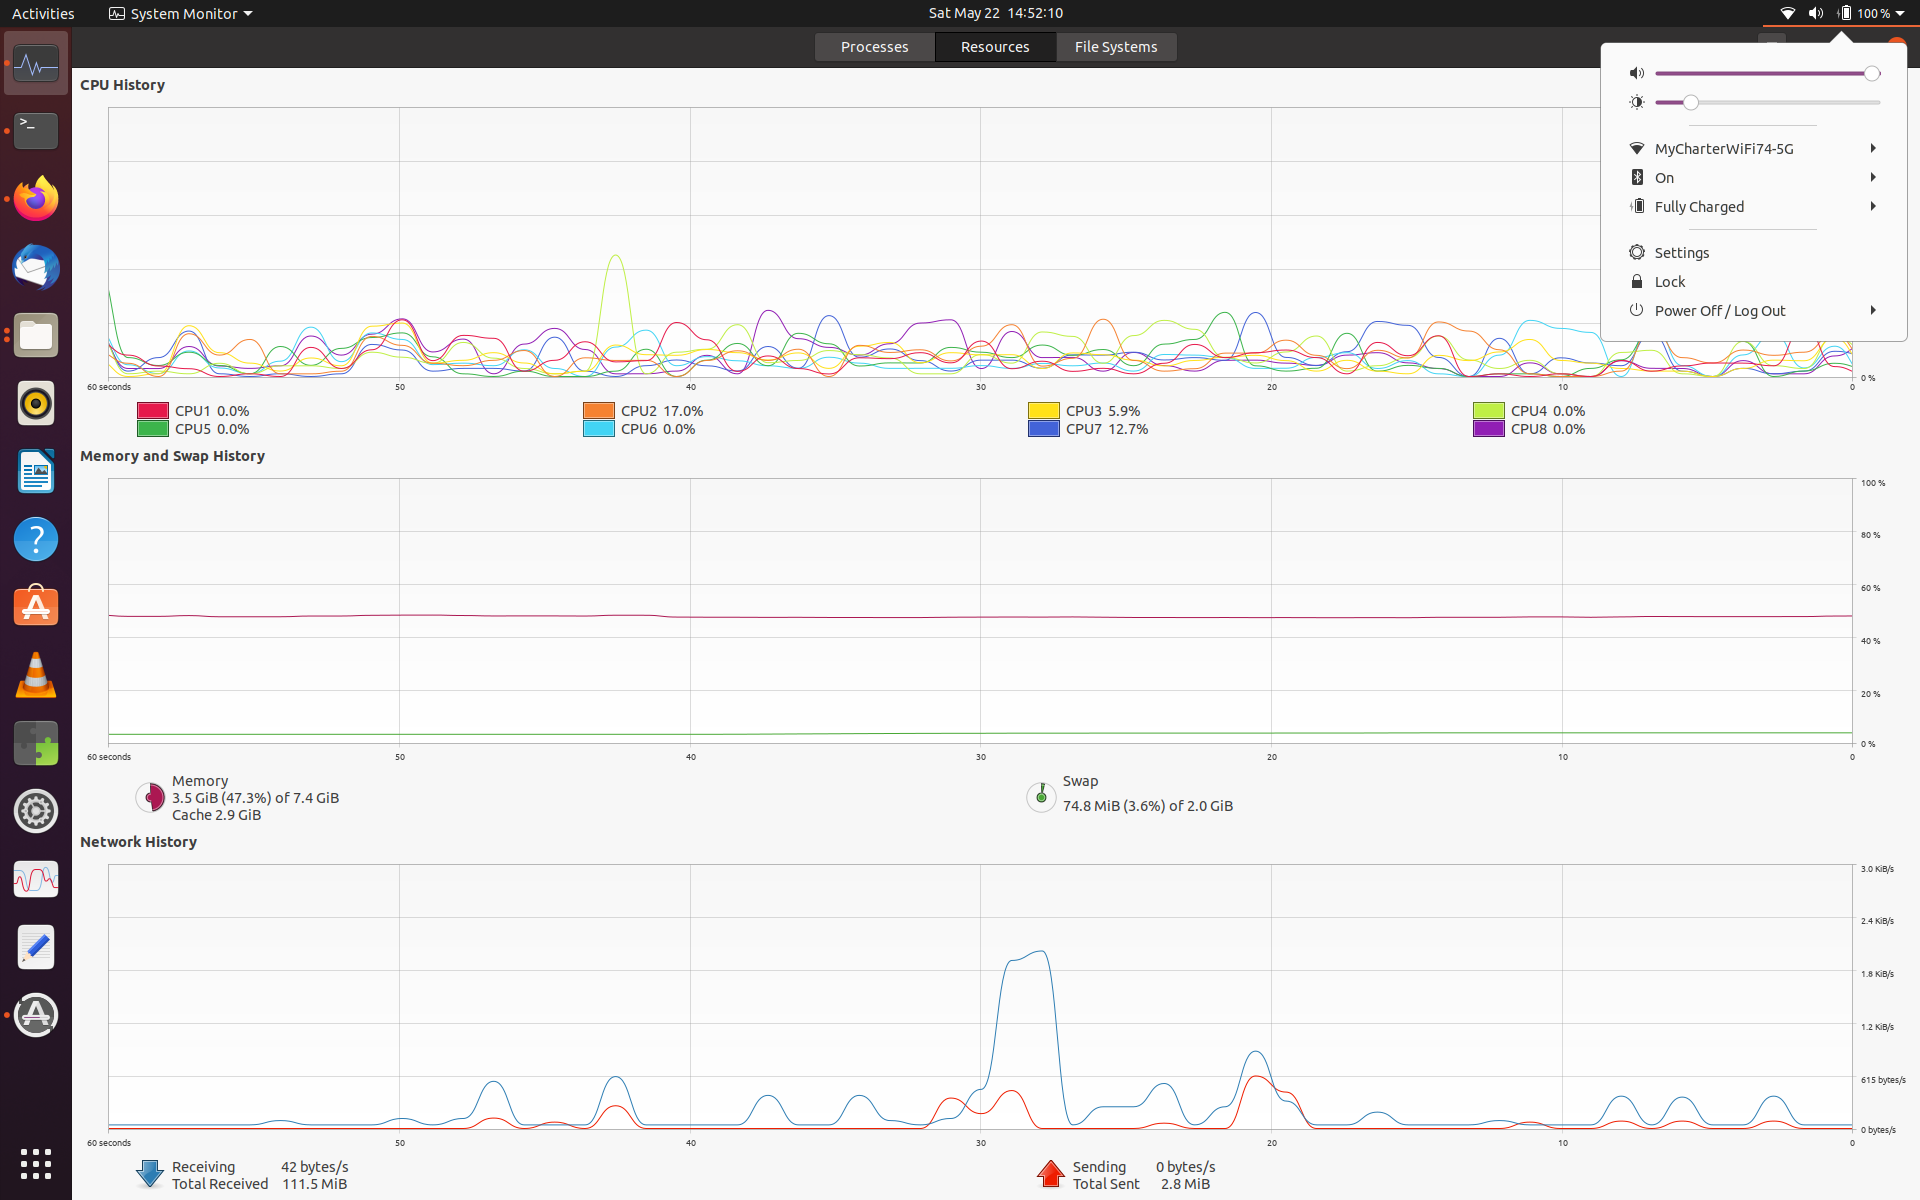 Activities
System Monitor
Sat May 22 14:52:10
100 %
Processes
Resources
File Systems
CPU History
MyCharterWiFi74-5G
On
Fully Charged
Settings
Lock
Power Off / Log Out
0 %
60 seconds 50 40 30 20 10 0
CPU1 0.0% CPU2 17.0% CPU3 5.9% CPU4 0.0%
CPU5 0.0% CPU6 0.0% CPU7 12.7% CPU8 0.0%
Memory and Swap History
100 %
80 %
60 %
40 %
20 %
0 %
60 seconds 50 40 30 20 10 0
Memory
3.5 GiB (47.3%) of 7.4 GiB
Cache 2.9 GiB
Swap
74.8 MiB (3.6%) of 2.0 GiB
Network History
3.0 KiB/s
2.4 KiB/s
1.8 KiB/s
1.2 KiB/s
615 bytes/s
0 bytes/s
60 seconds 50 40 30 20 10 0
Receiving 42 bytes/s
Total Received 111.5 MiB
Sending 0 bytes/s
Total Sent 2.8 MiB